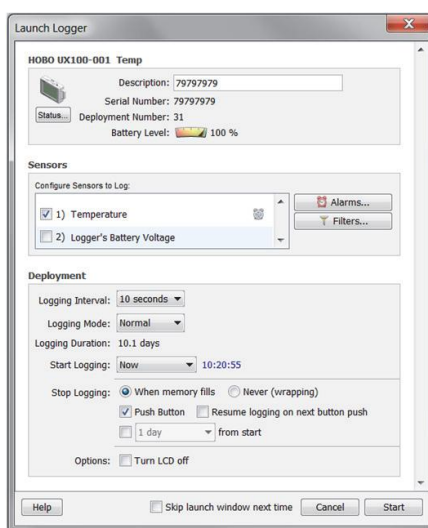 Launch Logger
HOBO UX100-001 Temp
Description: 79797979
Serial Number: 79797979
Status... Deployment Number: 31
Battery Level: 100 %
Sensors
Configure Sensors to Log:
1) Temperature
Alarms...
Filters...
2) Logger's Battery Voltage
Deployment
Logging Interval: 10 seconds
Logging Mode: Normal
Logging Duration: 10.1 days
Start Logging: Now 10:20:55
Stop Logging: When memory fills Never (wrapping)
Push Button Resume logging on next button push
1 day from start
Options: Turn LCD off
Help Skip launch window next time Cancel Start